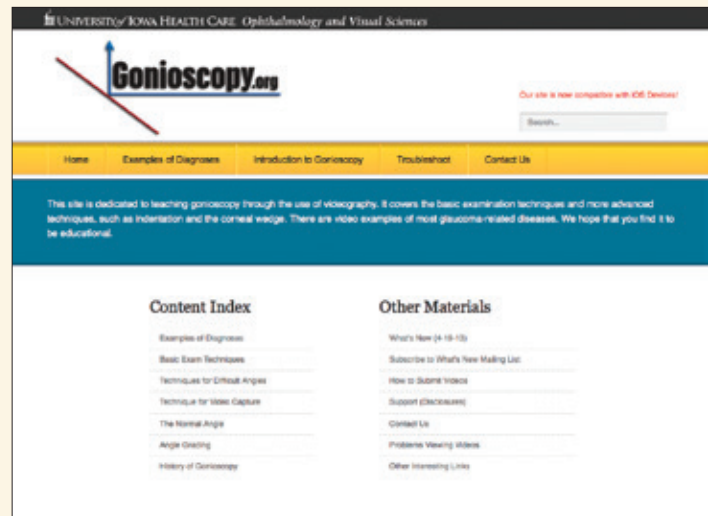 UNIVERSITY of IOWA HEALTH CARE Ophthalmology and Visual Sciences
Gonioscopy.org
Our site is now compatible with iOS Devices!
Search...
Home Examples of Diagnoses Introduction to Gonioscopy Troubleshoot Contact Us
This site is dedicated to teaching gonioscopy through the use of videography. It covers the basic examination techniques and more advanced
techniques, such as indentation and the corneal wedge. There are video examples of most glaucoma-related diseases. We hope that you find it to
be educational.
Content Index
Examples of Diagnoses
Basic Exam Techniques
Techniques for Difficult Angles
Technique for Video Capture
The Normal Angle
Angle Grading
History of Gonioscopy
Other Materials
What's New (4-19-13)
Subscribe to What's New Mailing List
How to Submit Videos
Support (Disclosures)
Contact Us
Problems Viewing Videos
Other Interesting Links